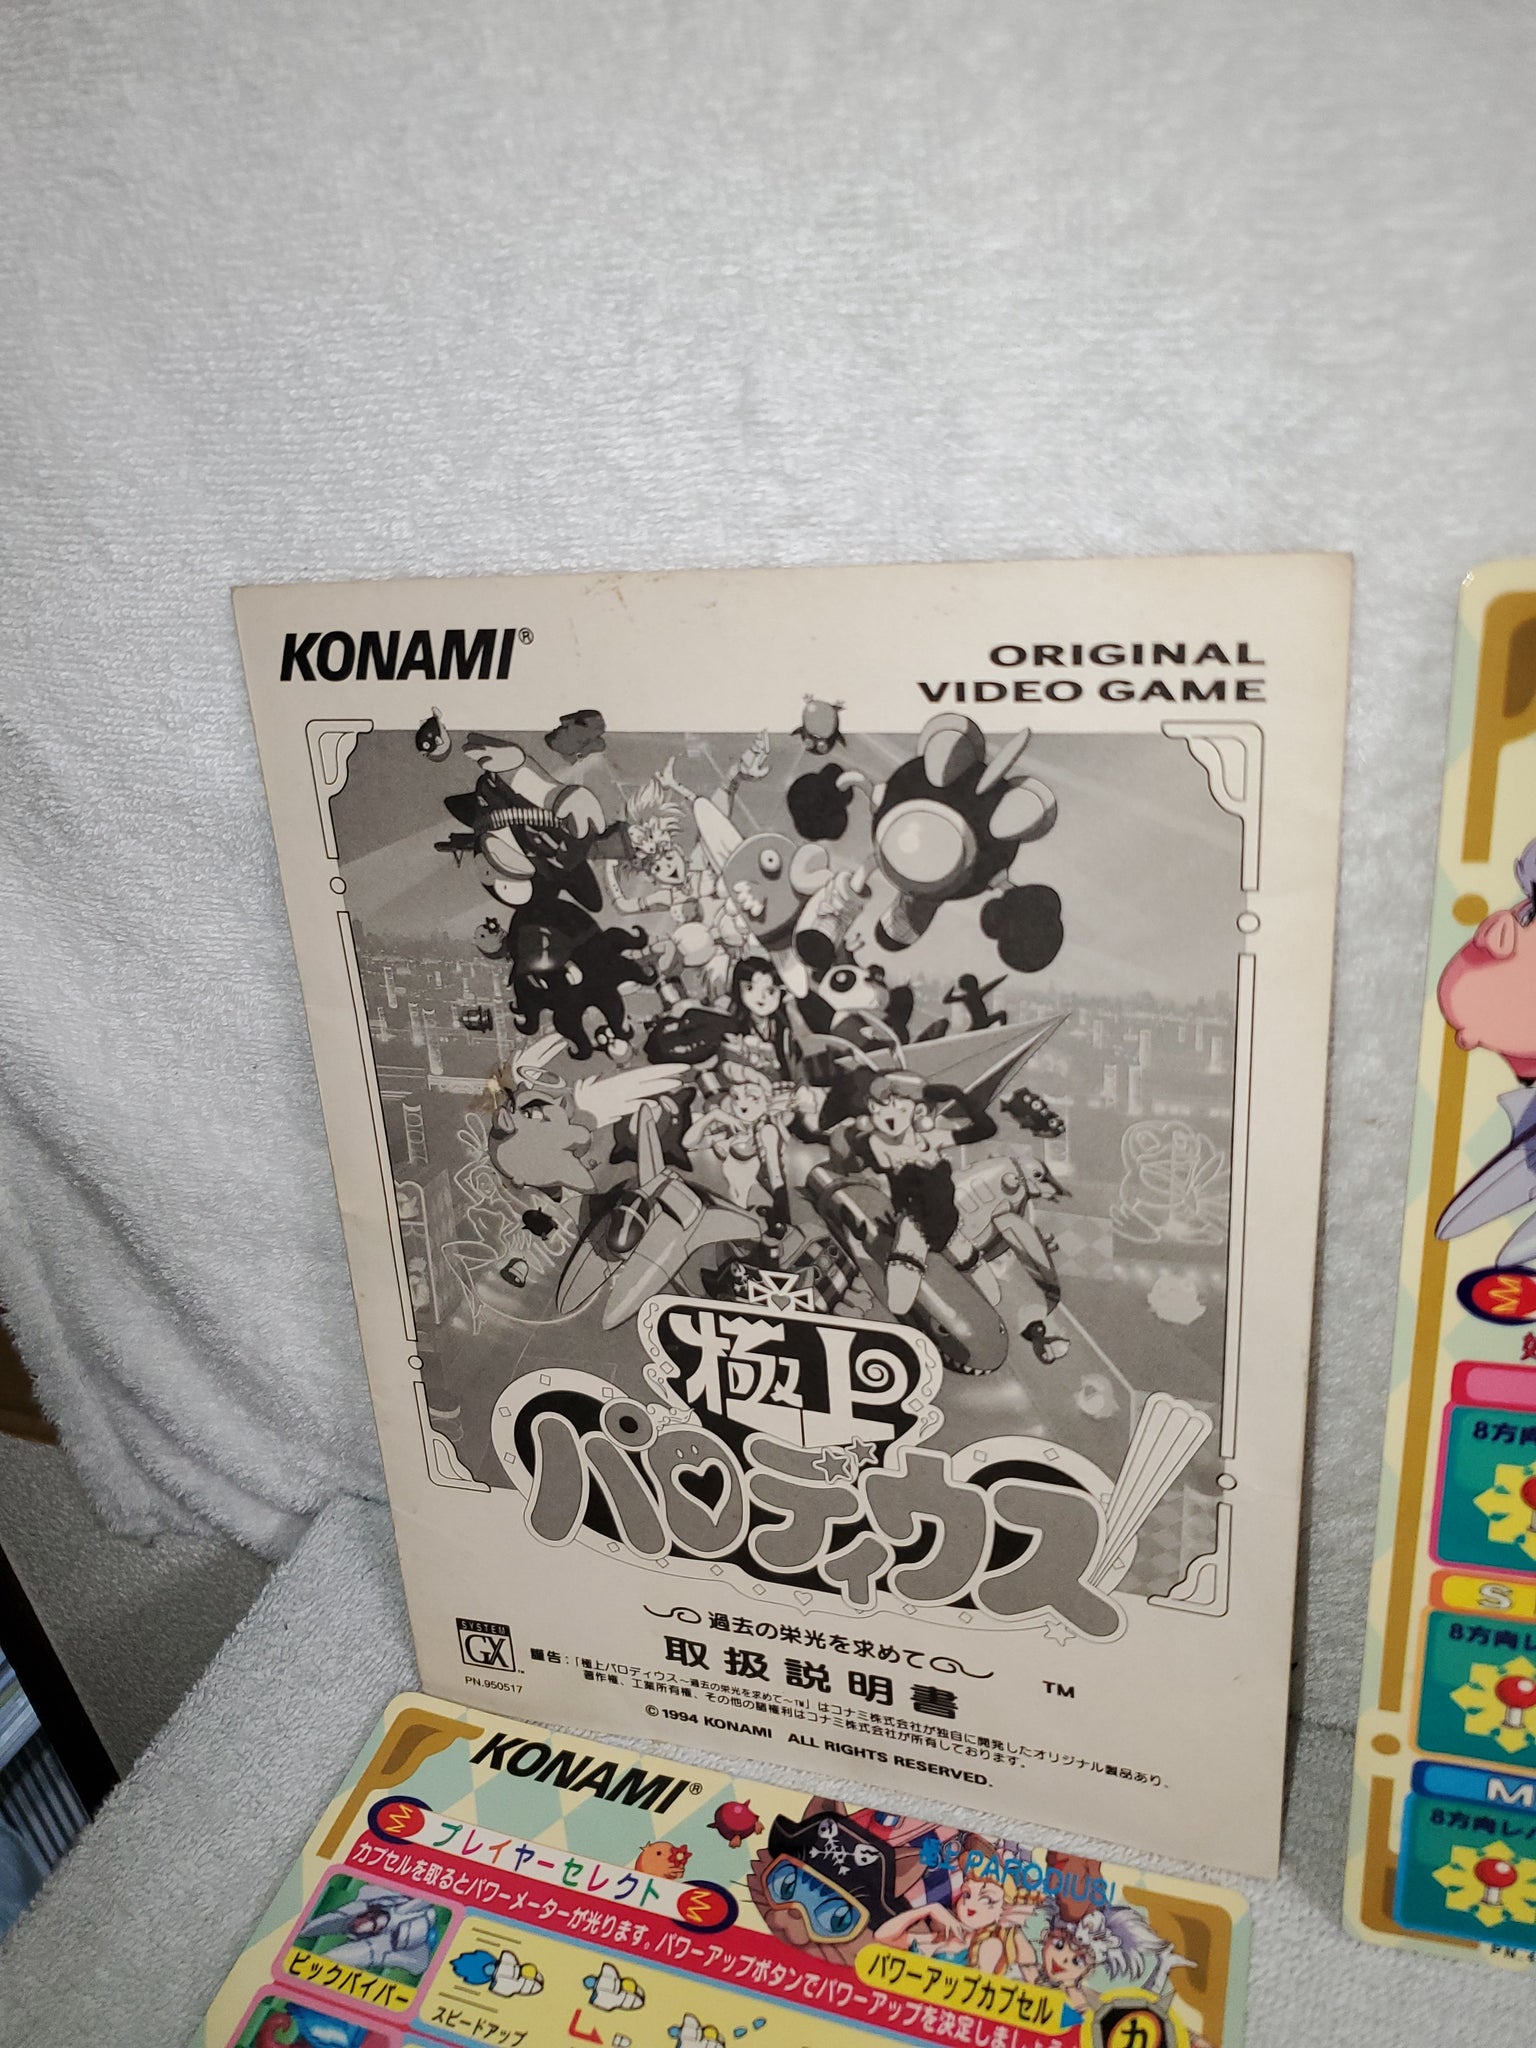 KONAMI®
ORIGINAL
VIDEO GAME
極上
パロディウス
過去の栄光を求めて
取扱説明書
TM
SYSTEM
GX
PN.950517
警告:「極上パロディウス~過去の栄光を求めて~TM」はコナミ株式会社が独自に開発したオリジナル製品あり、
著作権、工業所有権、その他の諸権利はコナミ株式会社が所有しております。
© 1994 KONAMI ALL RIGHTS RESERVED.
KONAMI®
プレイヤーセレクト
極上 PARODIUS!
カプセルを取るとパワーメーターが光ります。パワーアップボタンでパワーアップを決定しましょう
パワーアップカプセル
カ
ビックバイパー
スピードアップ
8方向
S
8方向レ
M
8方向レバ